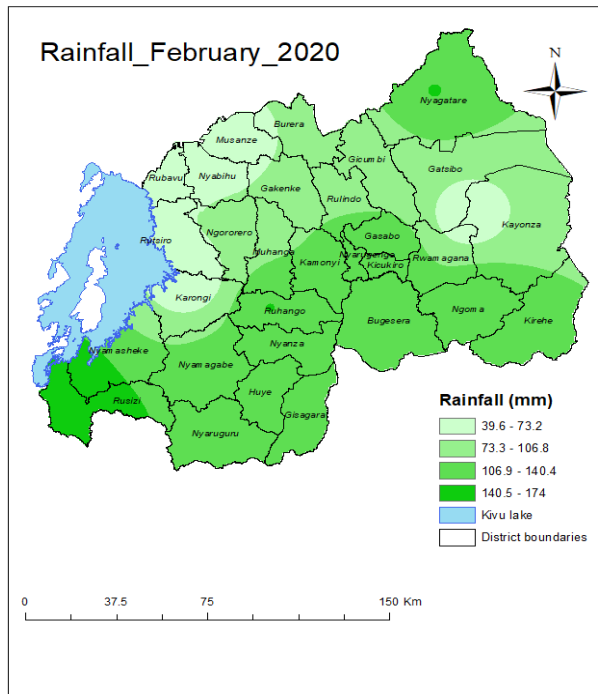 Rainfall_February_2020
N
Nyagatare
Burera
Musanze
Gicumbi
Gatsibo
Rubavu
Nyabihu
Gakenke
Rulindo
Kayonza
Rutsiro
Ngororero
Muhanga
Gasabo
Nyarugenge
Kicukiro
Rwamagana
Kamonyi
Karongi
Ruhango
Bugesera
Ngoma
Kirehe
Nyamasheke
Nyanza
Nyamagabe
Rusizi
Huye
Gisagara
Nyaruguru
Rainfall (mm)
39.6 - 73.2
73.3 - 106.8
106.9 - 140.4
140.5 - 174
Kivu lake
District boundaries
0 37.5 75 150 Km